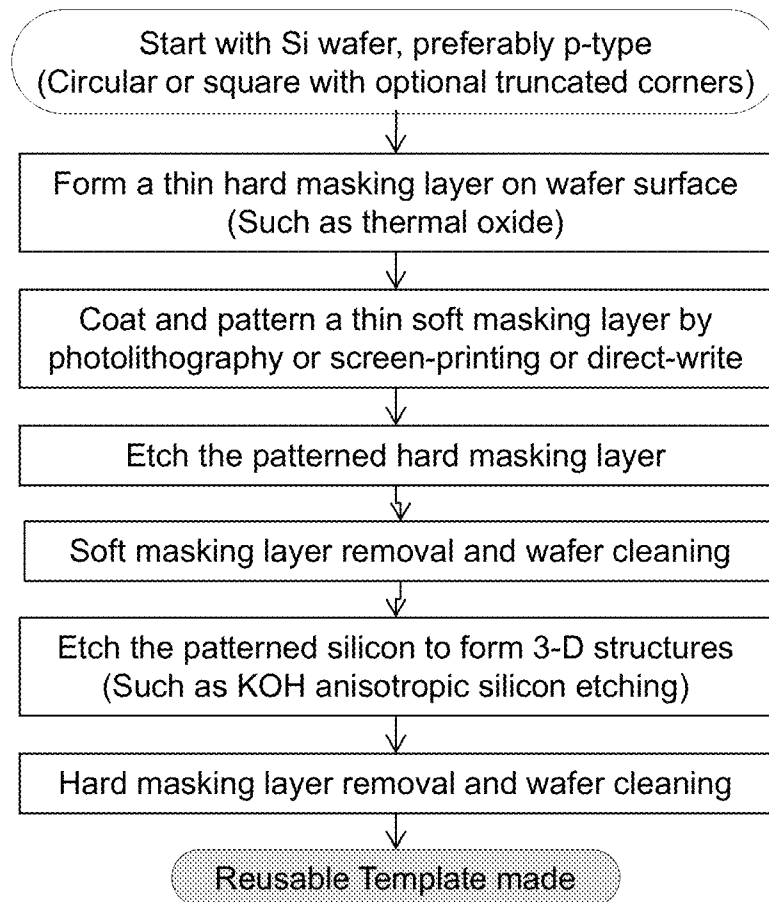 Start with Si wafer, preferably p-type
(Circular or square with optional truncated corners)
Form a thin hard masking layer on wafer surface
(Such as thermal oxide)
Coat and pattern a thin soft masking layer by
photolithography or screen-printing or direct-write
Etch the patterned hard masking layer
Soft masking layer removal and wafer cleaning
Etch the patterned silicon to form 3-D structures
(Such as KOH anisotropic silicon etching)
Hard masking layer removal and wafer cleaning
Reusable Template made